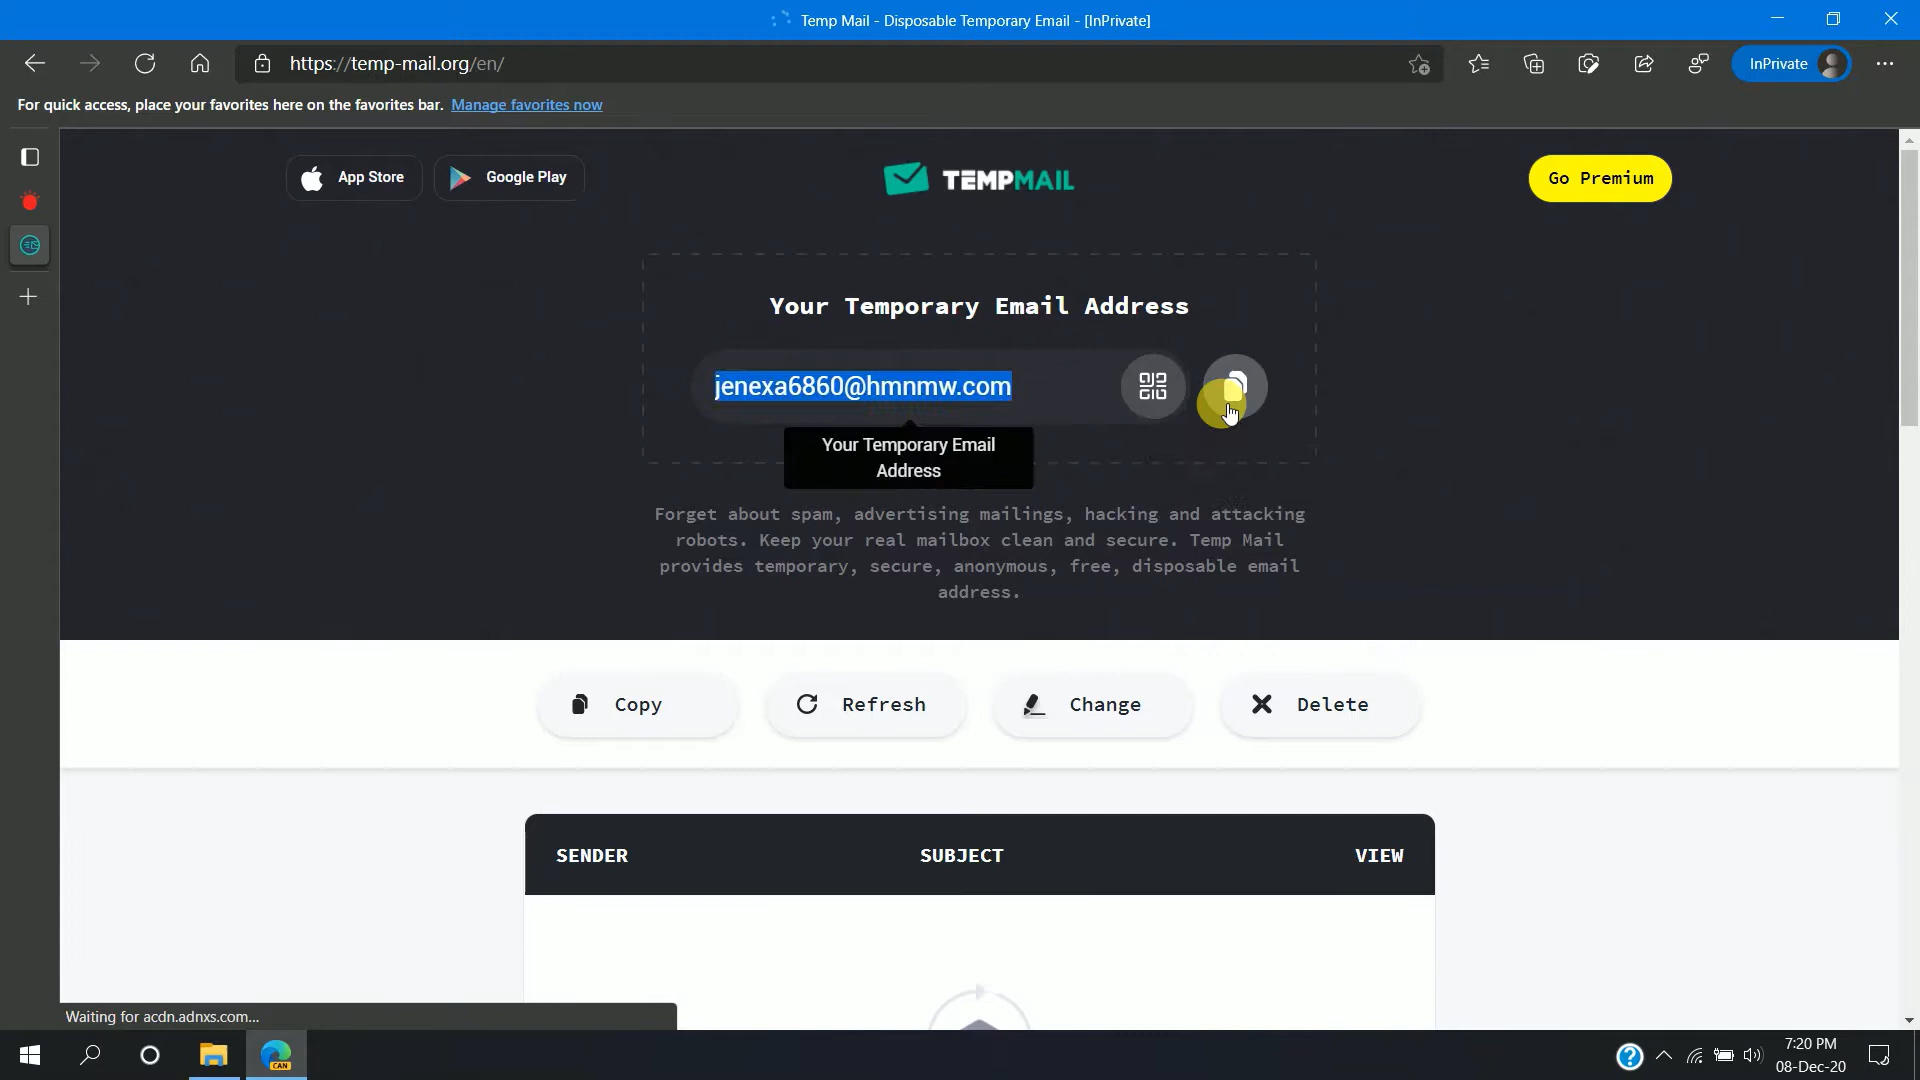 Temp Mail - Disposable Temporary Email - [InPrivate]
https://temp-mail.org/en/
InPrivate
For quick access, place your favorites here on the favorites bar. Manage favorites now
App Store
Google Play
TEMPMAIL
Go Premium
Your Temporary Email Address
jenexa6860@hmnmw.com
Your Temporary Email
Address
Forget about spam, advertising mailings, hacking and attacking
robots. Keep your real mailbox clean and secure. Temp Mail
provides temporary, secure, anonymous, free, disposable email
address.
Copy
Refresh
Change
Delete
SENDER
SUBJECT
VIEW
Waiting for acdn.adnxs.com...
CAN
7:20 PM
08-Dec-20